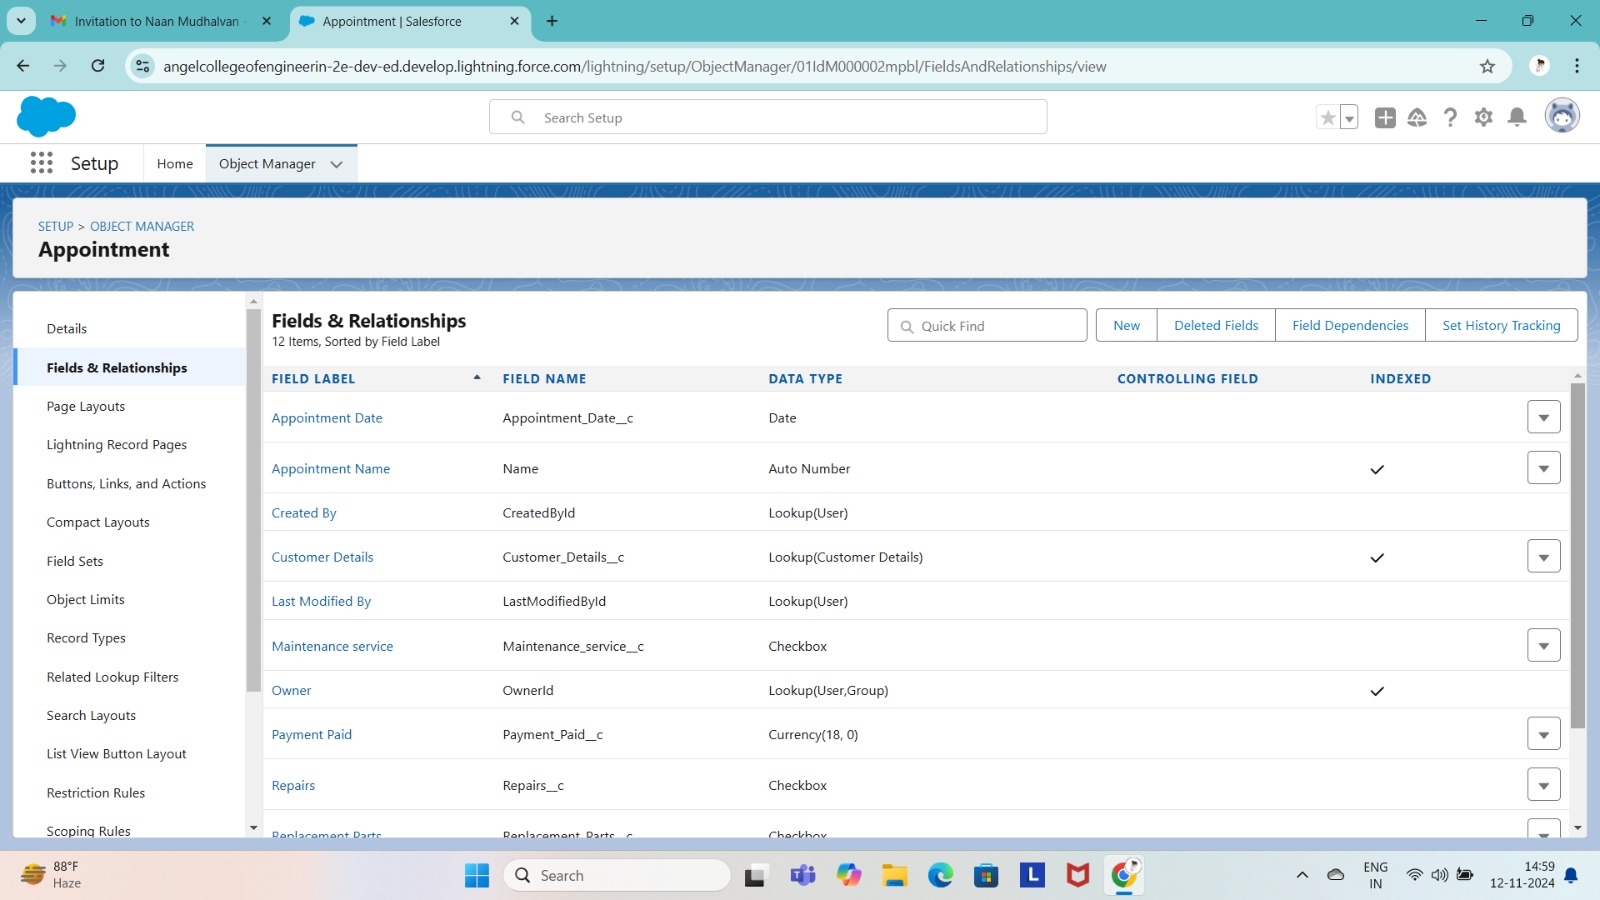 Invitation to Naan Mudhalvan
Appointment | Salesforce
angelcollegeofengineerin-2e-dev-ed.develop.lightning.force.com/lightning/setup/ObjectManager/01IdM000002mpbl/FieldsAndRelationships/view
Search Setup
Setup
Home
Object Manager
SETUP > OBJECT MANAGER
Appointment
Details
Fields & Relationships
Page Layouts
Lightning Record Pages
Buttons, Links, and Actions
Compact Layouts
Field Sets
Object Limits
Record Types
Related Lookup Filters
Search Layouts
List View Button Layout
Restriction Rules
Scoping Rules
Fields & Relationships
12 Items, Sorted by Field Label
Quick Find
New
Deleted Fields
Field Dependencies
Set History Tracking
FIELD LABEL FIELD NAME DATA TYPE CONTROLLING FIELD INDEXED
Appointment Date Appointment_Date__c Date
Appointment Name Name Auto Number
Created By CreatedById Lookup(User)
Customer Details Customer_Details__c Lookup(Customer Details)
Last Modified By LastModifiedById Lookup(User)
Maintenance service Maintenance_service__c Checkbox
Owner OwnerId Lookup(User,Group)
Payment Paid Payment_Paid__c Currency(18, 0)
Repairs Repairs__c Checkbox
Replacement Parts Replacement_Parts__c Checkbox
88°F
Haze
Search
L
ENG
IN
14:59
12-11-2024